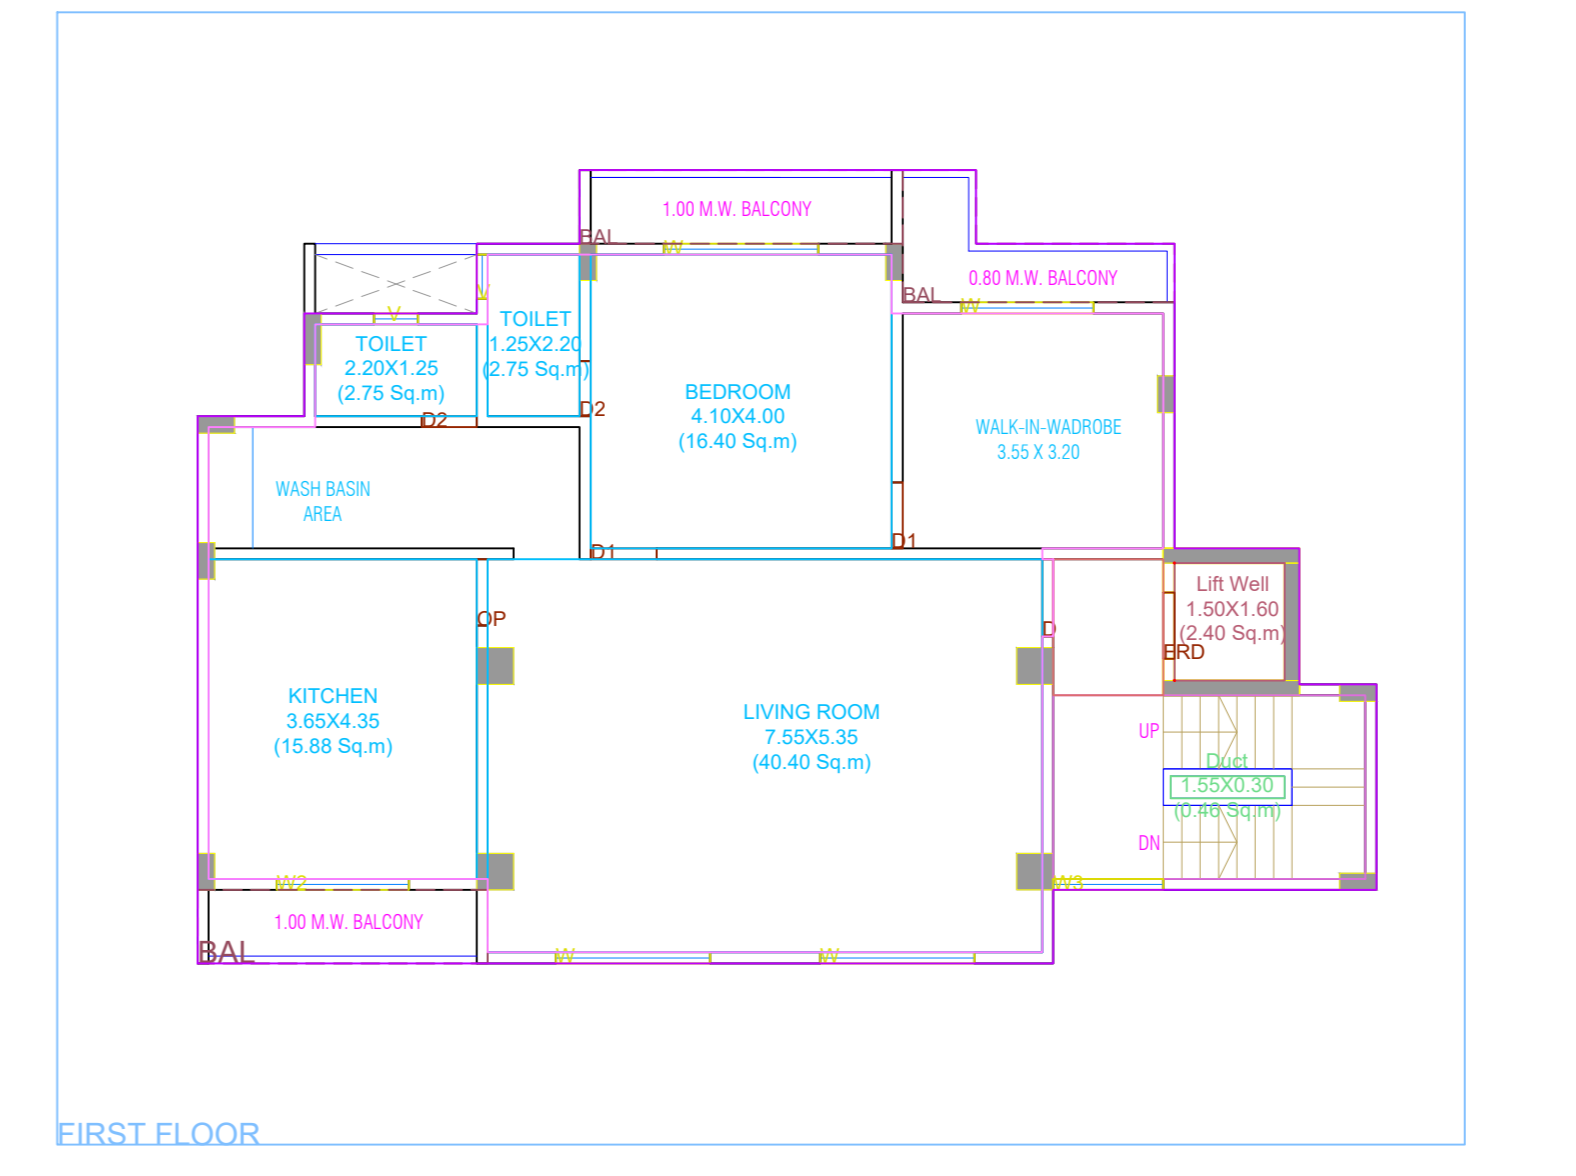 1.00 M.W. BALCONY
BAL
W
0.80 M.W. BALCONY
BAL
W
V
V
TOILET
1.25X2.20
(2.75 Sq.m)
TOILET
2.20X1.25
(2.75 Sq.m)
D2
D2
BEDROOM
4.10X4.00
(16.40 Sq.m)
WALK-IN-WADROBE
3.55 X 3.20
WASH BASIN
AREA
D1
D1
Lift Well
1.50X1.60
(2.40 Sq.m)
ERD
OP
D
KITCHEN
3.65X4.35
(15.88 Sq.m)
LIVING ROOM
7.55X5.35
(40.40 Sq.m)
UP
Duct
1.55X0.30
(0.46 Sq.m)
DN
W2
W3
1.00 M.W. BALCONY
BAL
W
W
FIRST FLOOR